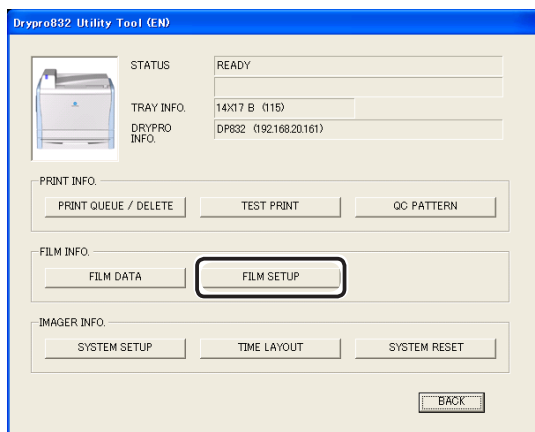 Drypro832 Utility Tool (EN)
STATUS
READY
TRAY INFO.
14X17 B (115)
DRYPRO
INFO.
DP832 (192.168.20.161)
PRINT INFO.
PRINT QUEUE / DELETE
TEST PRINT
QC PATTERN
FILM INFO.
FILM DATA
FILM SETUP
IMAGER INFO.
SYSTEM SETUP
TIME LAYOUT
SYSTEM RESET
BACK